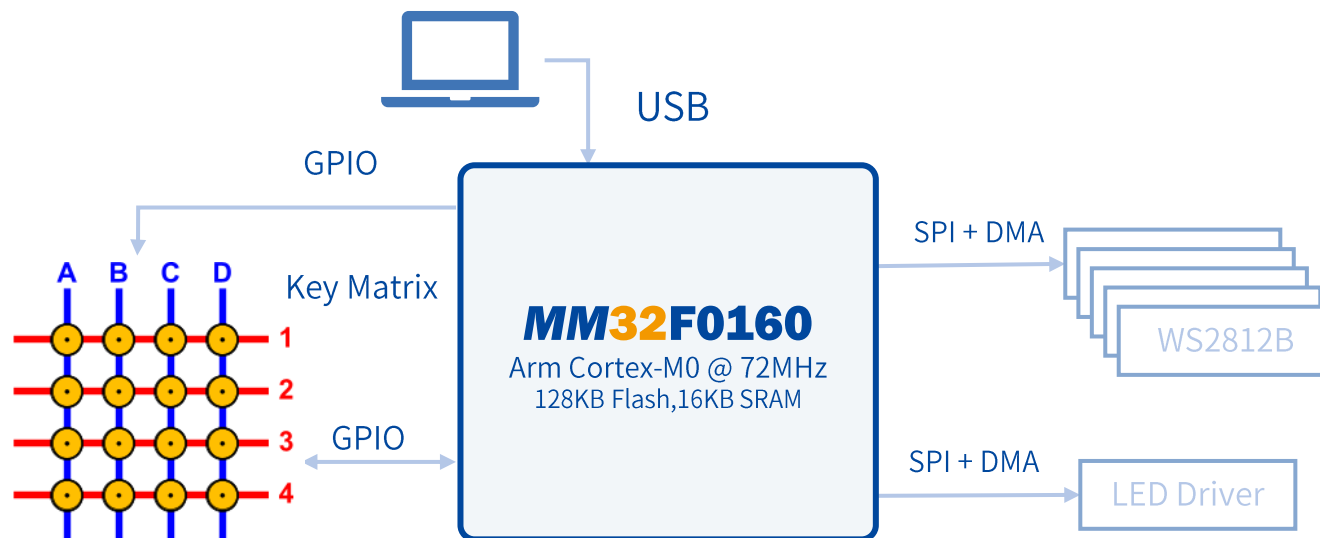 USB
GPIO
SPI + DMA
A B C D
Key Matrix
1
MM32F0160
WS2812B
Arm Cortex-M0 @ 72MHz
2
128KB Flash,16KB SRAM
3
GPIO
SPI + DMA
4
LED Driver